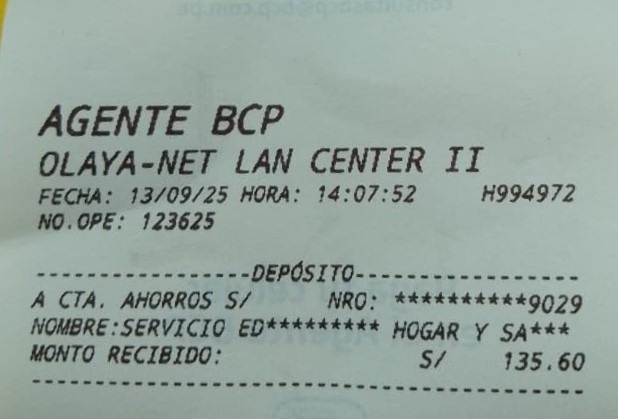 AGENTE BCP
OLAYA-NET LAN CENTER II
FECHA: 13/09/25 HORA: 14:07:52 H994972
NO.OPE: 123625
----------------DEPÓSITO-----------------
A CTA. AHORROS S/ NRO: **********9029
NOMBRE:SERVICIO ED********* HOGAR Y SA***
MONTO RECIBIDO: S/ 135.60
-----------------------------------------